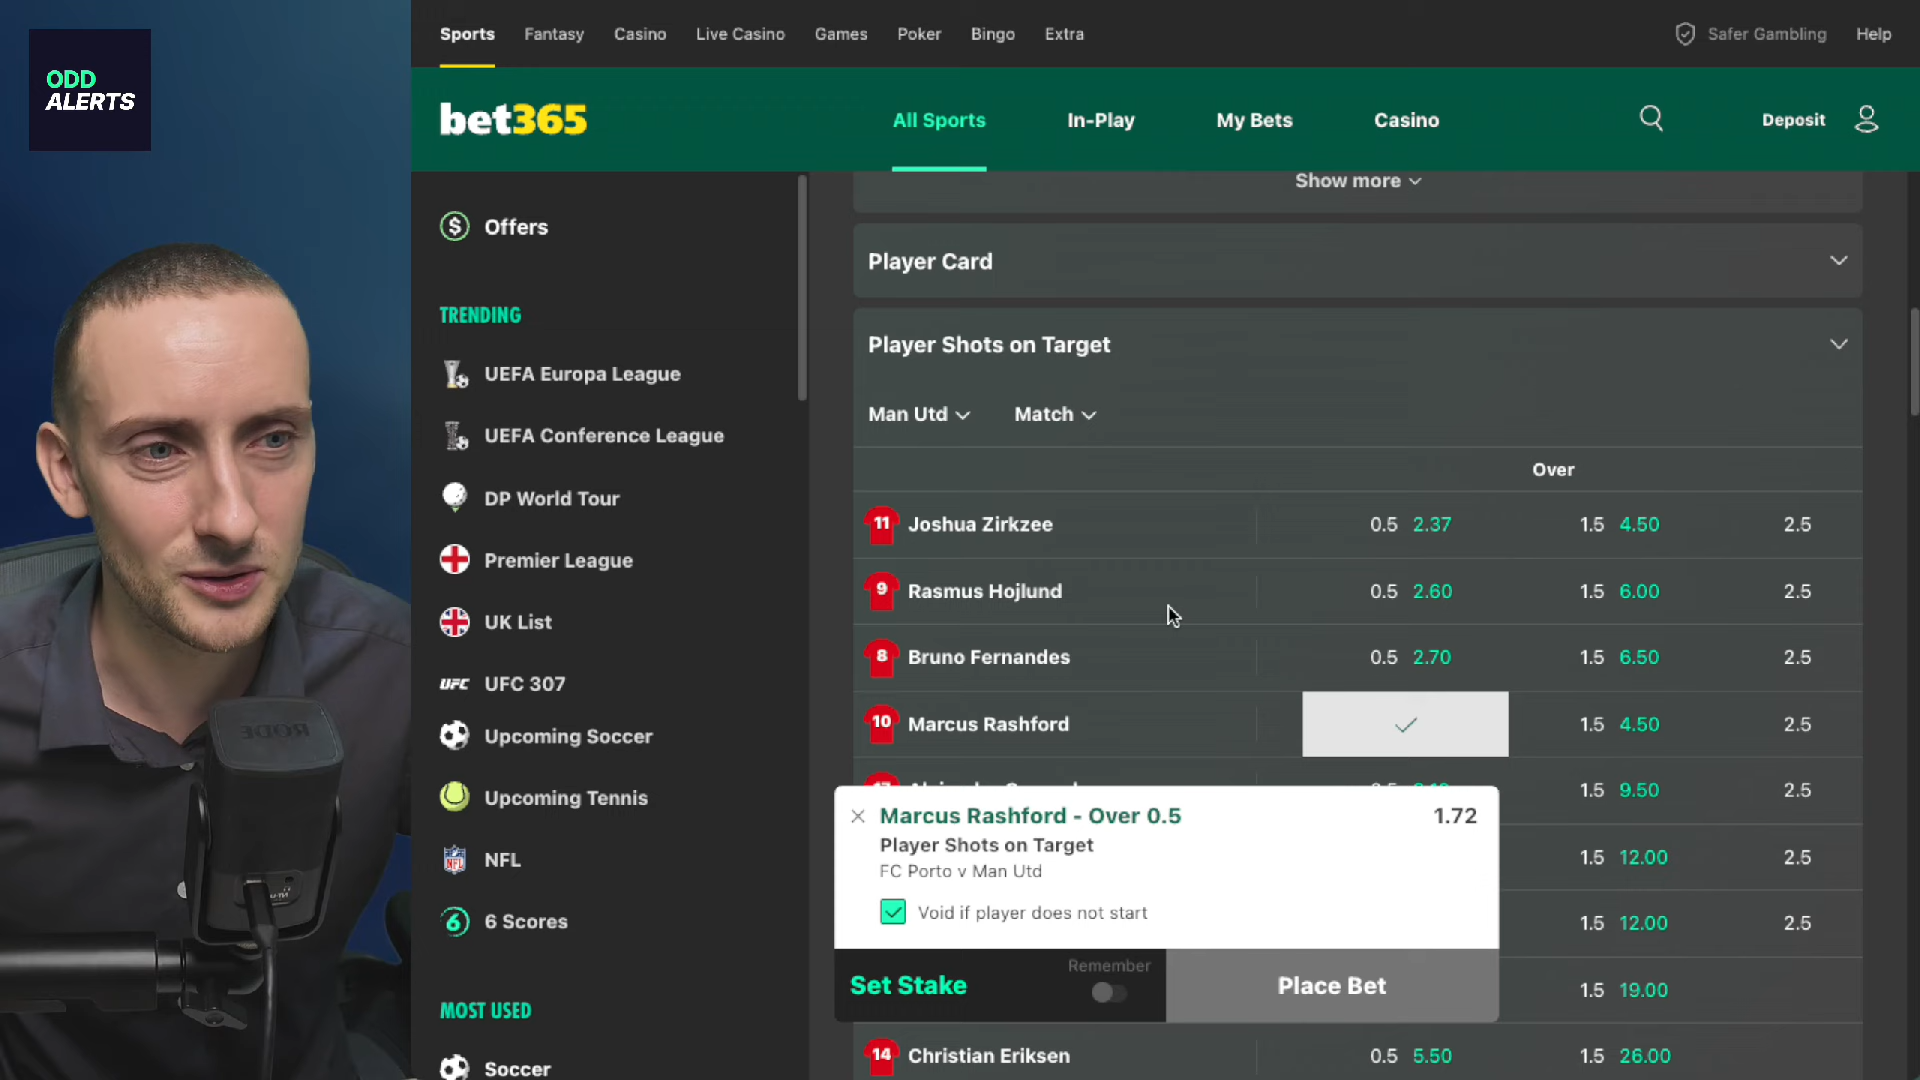 ODD
ALERTS
Sports Fantasy Casino Live Casino Games Poker Bingo Extra Safer Gambling Help
bet365 All Sports In-Play My Bets Casino Deposit
Show more
Offers
TRENDING
UEFA Europa League
UEFA Conference League
DP World Tour
Premier League
UK List
UFC UFC 307
Upcoming Soccer
Upcoming Tennis
NFL NFL
6 6 Scores
MOST USED
Soccer
Player Card
Player Shots on Target
Man Utd Match
Over
11 Joshua Zirkzee 0.5 2.37 1.5 4.50 2.5
9 Rasmus Hojlund 0.5 2.60 1.5 6.00 2.5
8 Bruno Fernandes 0.5 2.70 1.5 6.50 2.5
10 Marcus Rashford 1.5 4.50 2.5
1.5 9.50 2.5
Marcus Rashford - Over 0.5 1.72
Player Shots on Target
FC Porto v Man Utd
Void if player does not start
1.5 12.00 2.5
1.5 12.00 2.5
Set Stake Remember Place Bet
1.5 19.00
14 Christian Eriksen 0.5 5.50 1.5 26.00
RODE